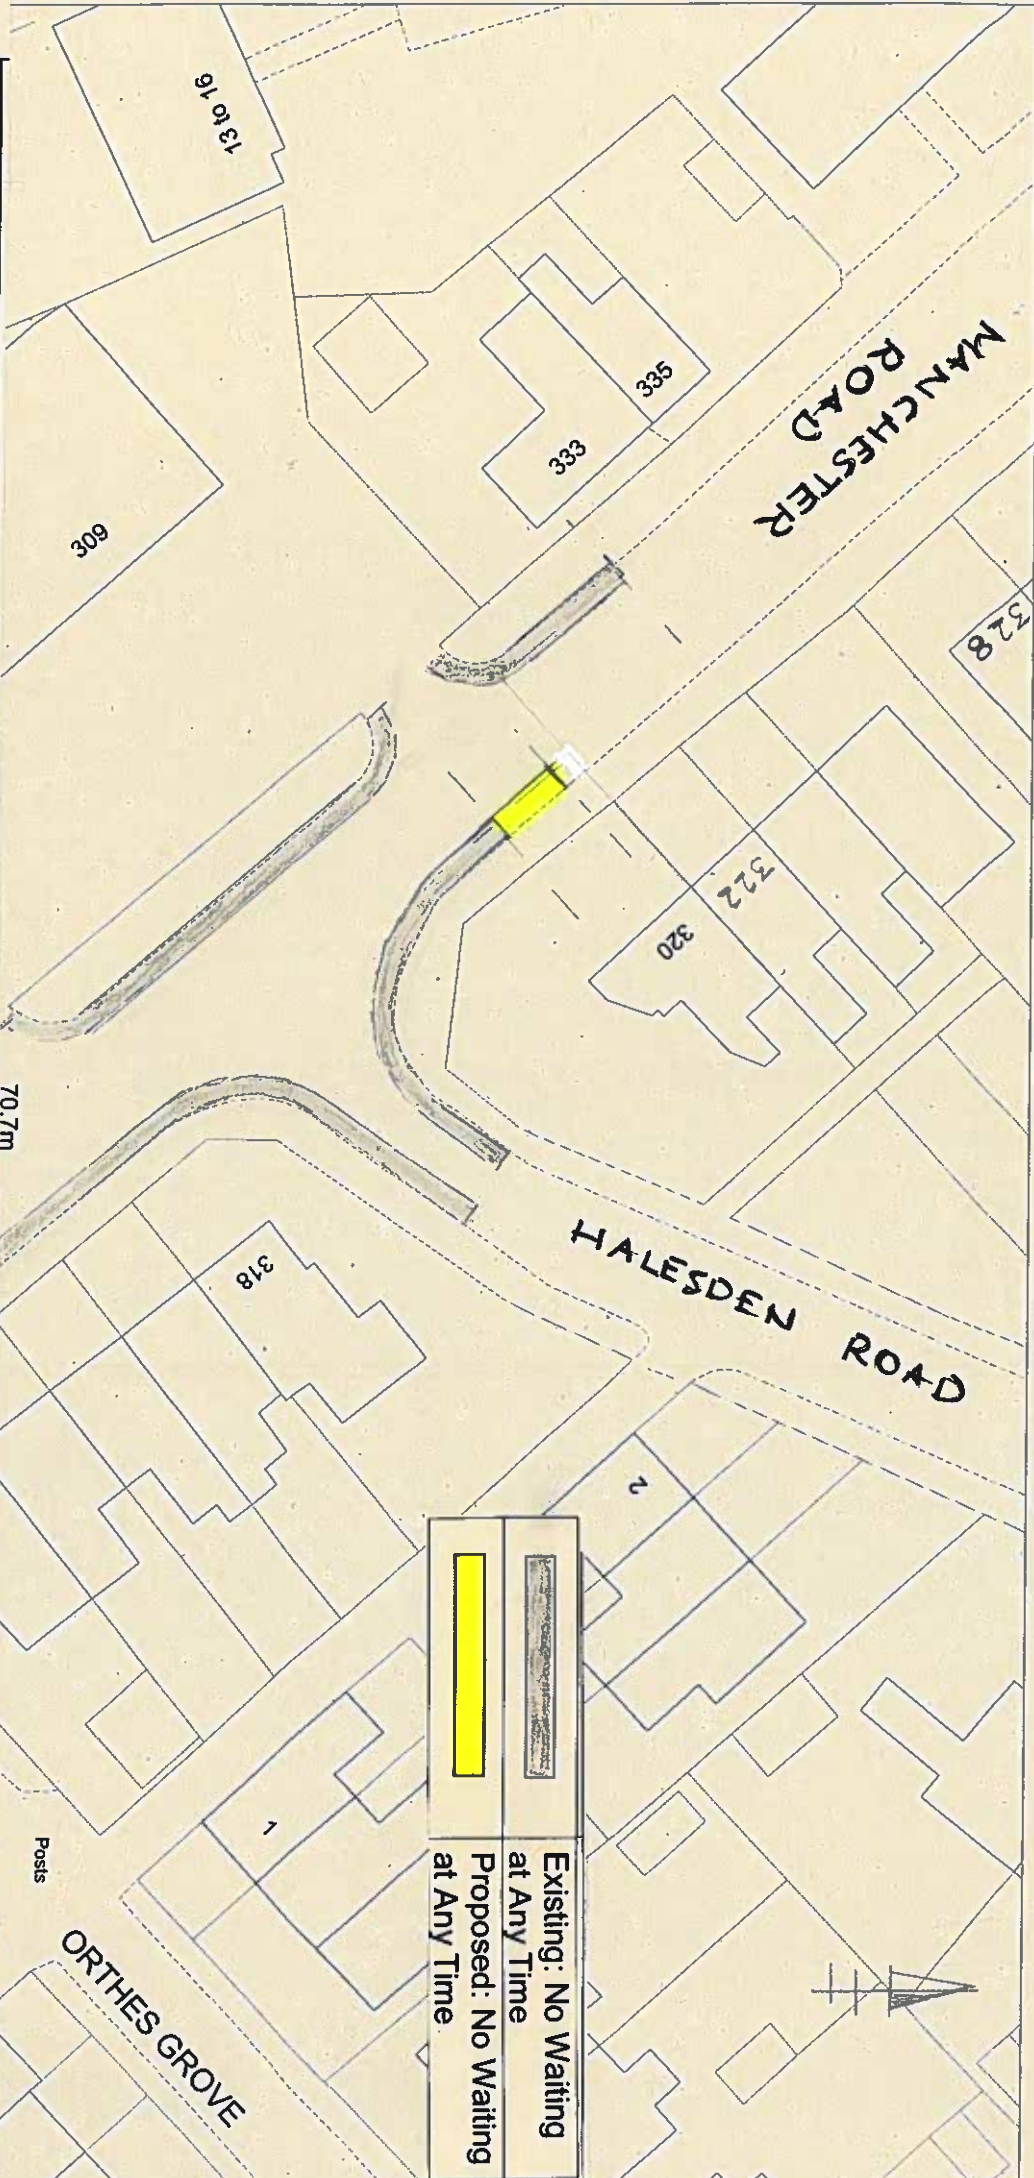 13 to 16
MANCHESTER
ROAD
335
333
309
328
322
320
70.7m
HALESDEN ROAD
318
2
Existing: No Waiting
at Any Time
Proposed: No Waiting
at Any Time
1
Posts
ORTHES GROVE